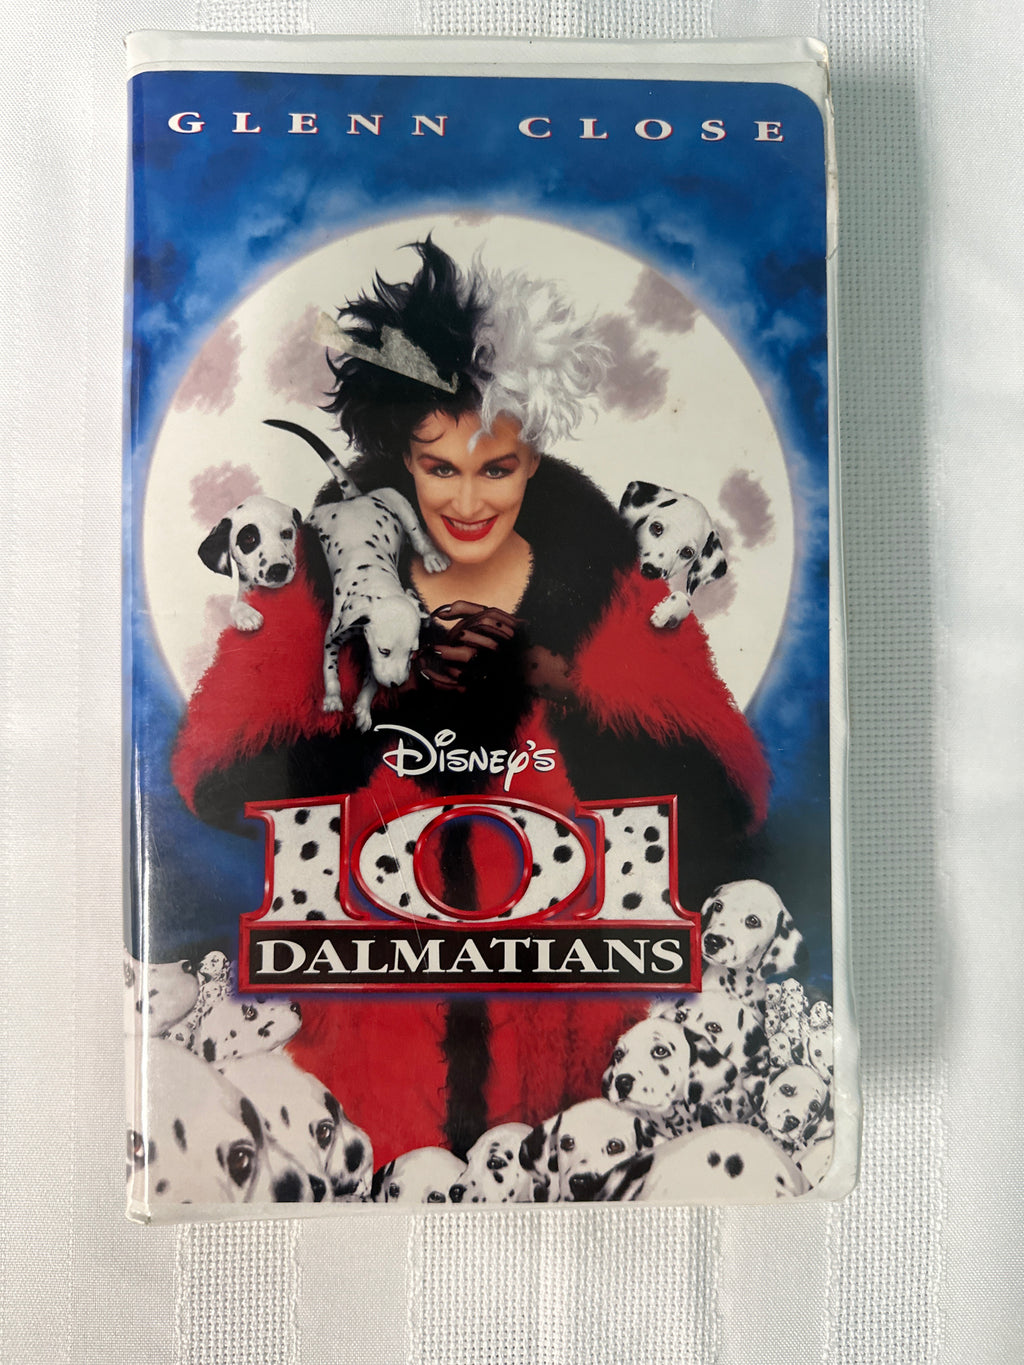 GLENN CLOSE
DISNEY'S
101
DALMATIANS